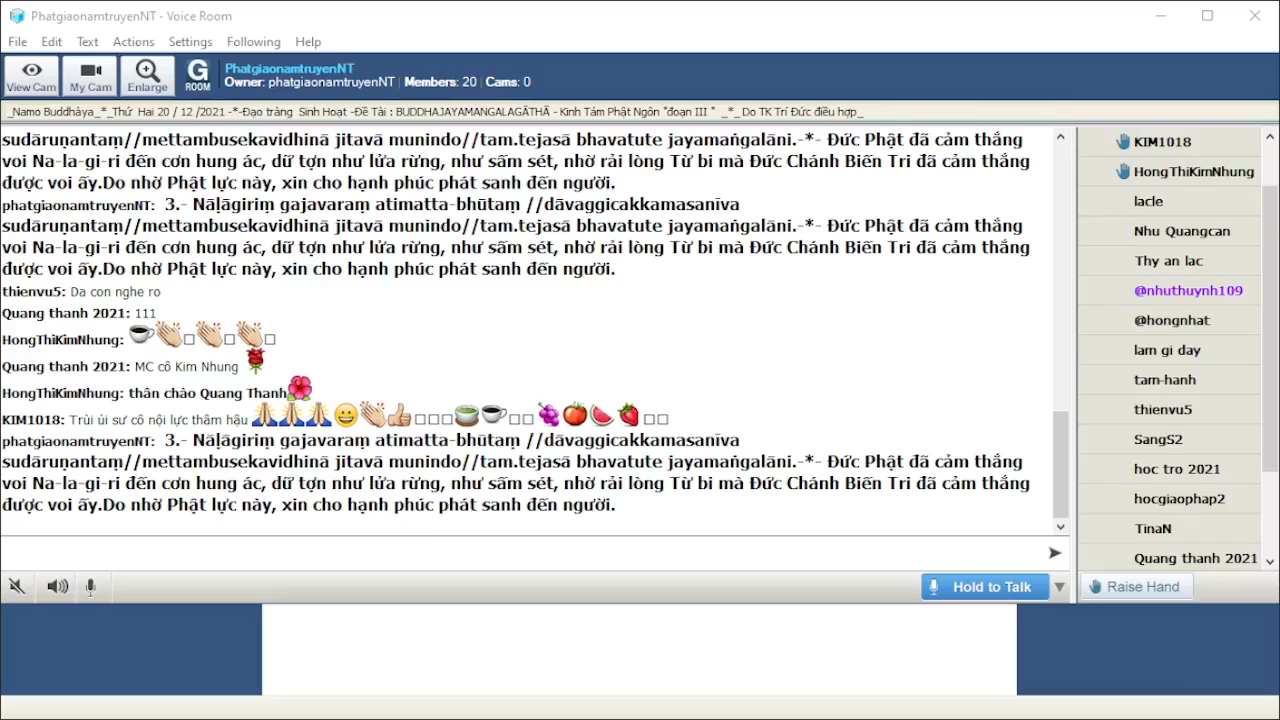 PhatgiaonamtruyenNT - Voice Room
File Edit Text Actions Settings Following Help
View Cam My Cam Enlarge G ROOM
PhatgiaonamtruyenNT
Owner: phatgiaonamtruyenNT Members: 20 Cams: 0
_Namo Buddhàya_*_Thứ Hai 20 / 12 /2021 -*-Đạo tràng Sinh Hoạt -Đề Tài : BUDDHAJAYAMANGALAGĀTHĀ - Kinh Tám Phật Ngôn "đoạn III " _*_ Do TK Trí Đức điều hợp_
sudāruṇantaṃ//mettambusekavidhinā jitavā munindo//tam.tejasā bhavatute jayamaṅgalāni.-*- Đức Phật đã cảm thắng
voi Na-la-gi-ri đến cơn hung ác, dữ tợn như lửa rừng, như sấm sét, nhờ rải lòng Từ bi mà Đức Chánh Biến Tri đã cảm thắng
được voi ấy.Do nhờ Phật lực này, xin cho hạnh phúc phát sanh đến người.
phatgiaonamtruyenNT: 3.- Nāḷāgiriṃ gajavaraṃ atimatta-bhūtaṃ //dāvaggicakkamasanīva
sudāruṇantaṃ//mettambusekavidhinā jitavā munindo//tam.tejasā bhavatute jayamaṅgalāni.-*- Đức Phật đã cảm thắng
voi Na-la-gi-ri đến cơn hung ác, dữ tợn như lửa rừng, như sấm sét, nhờ rải lòng Từ bi mà Đức Chánh Biến Tri đã cảm thắng
được voi ấy.Do nhờ Phật lực này, xin cho hạnh phúc phát sanh đến người.
thienvu5: Da con nghe ro
Quang thanh 2021: 111
HongThiKimNhung:
Quang thanh 2021: MC cô Kim Nhung
HongThiKimNhung: thân chào Quang Thanh
KIM1018: Trùi ủi sư cô nội lực thâm hậu
phatgiaonamtruyenNT: 3.- Nāḷāgiriṃ gajavaraṃ atimatta-bhūtaṃ //dāvaggicakkamasanīva
sudāruṇantaṃ//mettambusekavidhinā jitavā munindo//tam.tejasā bhavatute jayamaṅgalāni.-*- Đức Phật đã cảm thắng
voi Na-la-gi-ri đến cơn hung ác, dữ tợn như lửa rừng, như sấm sét, nhờ rải lòng Từ bi mà Đức Chánh Biến Tri đã cảm thắng
được voi ấy.Do nhờ Phật lực này, xin cho hạnh phúc phát sanh đến người.
KIM1018
HongThiKimNhung
lacle
Nhu Quangcan
Thy an lac
@nhuthuynh109
@hongnhat
lam gi day
tam-hanh
thienvu5
SangS2
hoc tro 2021
hocgiaophap2
TinaN
Quang thanh 2021
Hold to Talk
Raise Hand